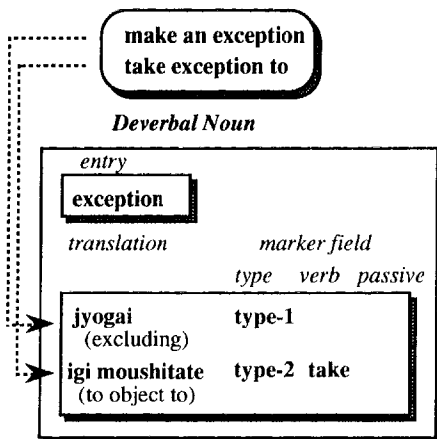 make an exception
take exception to
Deverbal Noun
entry
exception
translation marker field
type verb passive
jyogai type-1
(excluding)
igi moushitate type-2 take
(to object to)